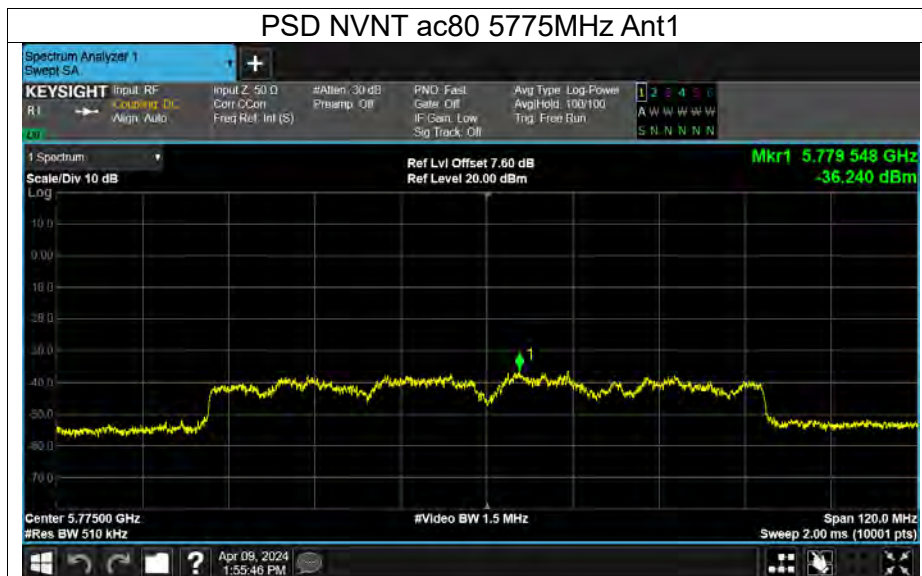 PSD NVNT ac80 5775MHz Ant1
Spectrum Analyzer 1
Swept SA
+
KEYSIGHT Input: RF Input Z: 50 Ω #Atten: 30 dB PNO: Fast Avg Type: Log-Power 1 2 3 4 5 6
Coupling: DC Corr CCorr Preamp: Off Gate: Off Avg|Hold: 100/100 A W W W W W
Align: Auto Freq Ref: Int (S) IF Gain: Low Trig: Free Run
Sig Track: Off S N N N N N
1 Spectrum Ref Lvl Offset 7.60 dB Mkr1 5.779 548 GHz
Scale/Div 10 dB Ref Level 20.00 dBm -36.240 dBm
Log
10.0
0.00
-10.0
-20.0
-30.0
1
-40.0
-50.0
-60.0
-70.0
Center 5.77500 GHz #Video BW 1.5 MHz Span 120.0 MHz
#Res BW 510 kHz Sweep 2.00 ms (10001 pts)
? Apr 09, 2024
1:55:46 PM